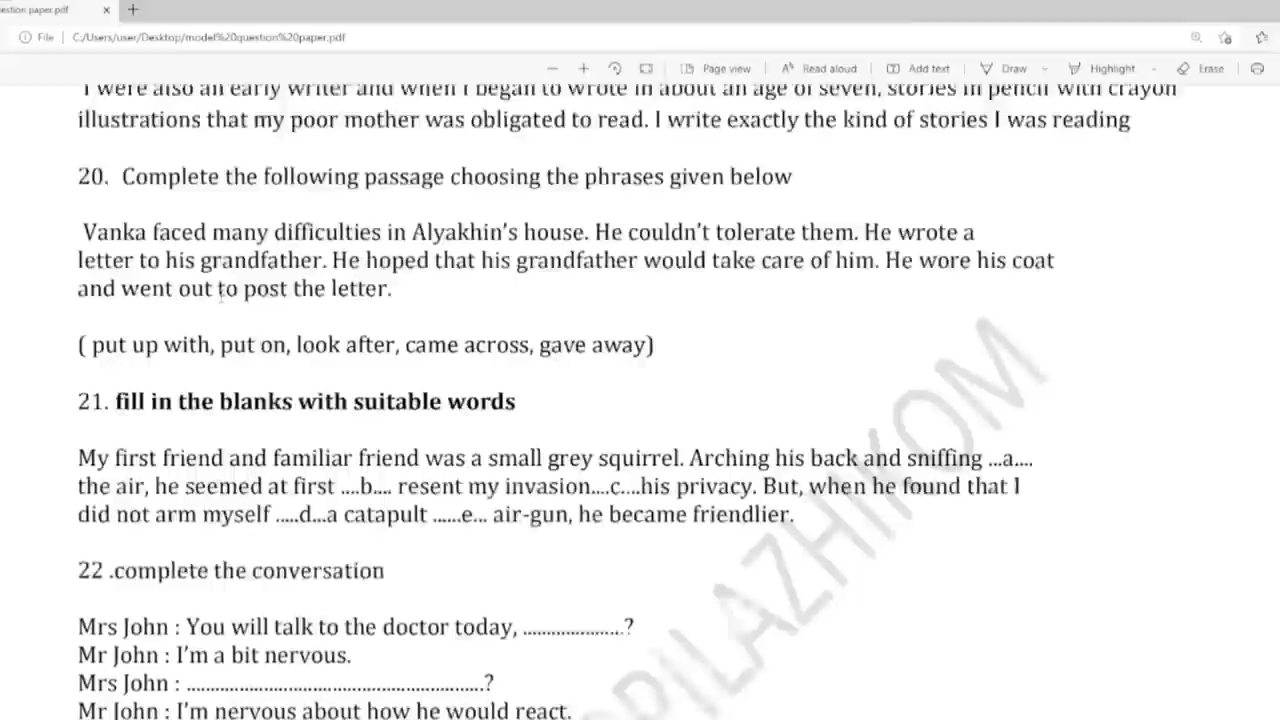 estion paper.pdf
File
C:/Users/user/Desktop/model%20question%20paper.pdf
Page view
Read aloud
Add text
Draw
Highlight
Erase
I were also an early writer and when I began to wrote in about an age of seven, stories in pencil with crayon
illustrations that my poor mother was obligated to read. I write exactly the kind of stories I was reading
20. Complete the following passage choosing the phrases given below
Vanka faced many difficulties in Alyakhin's house. He couldn't tolerate them. He wrote a
letter to his grandfather. He hoped that his grandfather would take care of him. He wore his coat
and went out to post the letter.
( put up with, put on, look after, came across, gave away)
21. fill in the blanks with suitable words
My first friend and familiar friend was a small grey squirrel. Arching his back and sniffing ...a....
the air, he seemed at first ....b.... resent my invasion....c....his privacy. But, when he found that I
did not arm myself .....d...a catapult ......e... air-gun, he became friendlier.
22 .complete the conversation
Mrs John : You will talk to the doctor today, ....................?
Mr John : I'm a bit nervous.
Mrs John : ............................................................?
Mr John : I'm nervous about how he would react.
PILAZHIKOM